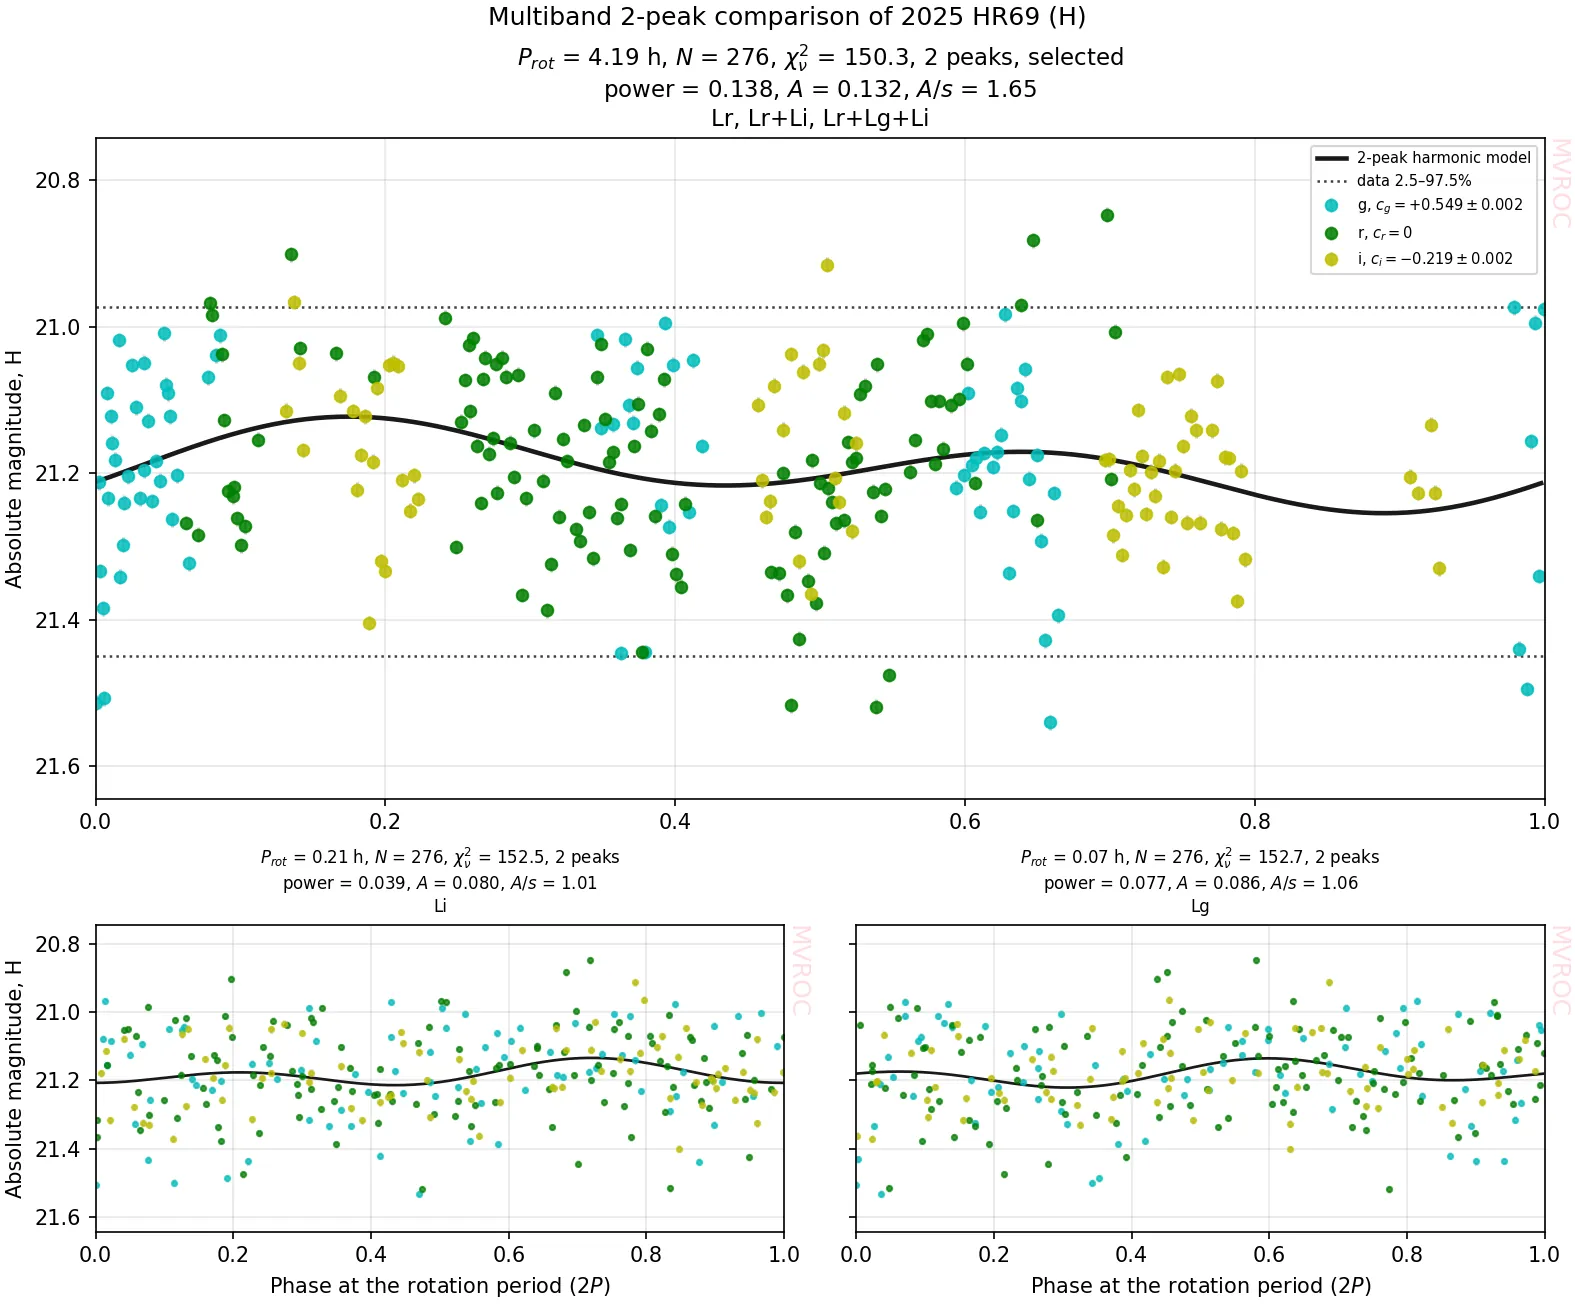 Multiband 2-peak comparison of 2025 HR69 (H)
P_rot = 4.19 h, N = 276, χ²_ν = 150.3, 2 peaks, selected
power = 0.138, A = 0.132, A/s = 1.65
Lr, Lr+Li, Lr+Lg+Li
2-peak harmonic model
data 2.5–97.5%
g, c_g = +0.549 ± 0.002
r, c_r = 0
i, c_i = −0.219 ± 0.002
MVROC
Absolute magnitude, H
20.8
21.0
21.2
21.4
21.6
0.0 0.2 0.4 0.6 0.8 1.0
P_rot = 0.21 h, N = 276, χ²_ν = 152.5, 2 peaks
power = 0.039, A = 0.080, A/s = 1.01
Li
MVROC
Absolute magnitude, H
20.8
21.0
21.2
21.4
21.6
0.0 0.2 0.4 0.6 0.8 1.0
Phase at the rotation period (2P)
P_rot = 0.07 h, N = 276, χ²_ν = 152.7, 2 peaks
power = 0.077, A = 0.086, A/s = 1.06
Lg
MVROC
0.0 0.2 0.4 0.6 0.8 1.0
Phase at the rotation period (2P)